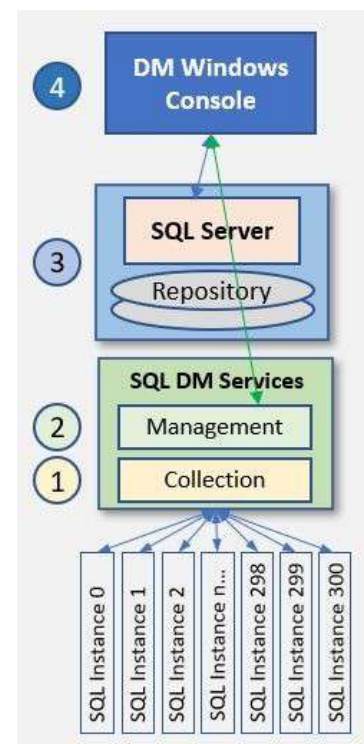 4
DM Windows
Console
3
SQL Server
Repository
SQL DM Services
2
Management
1
Collection
SQL Instance 0
SQL Instance 1
SQL Instance 2
SQL Instance n...
SQL Instance 298
SQL Instance 299
SQL Instance 300